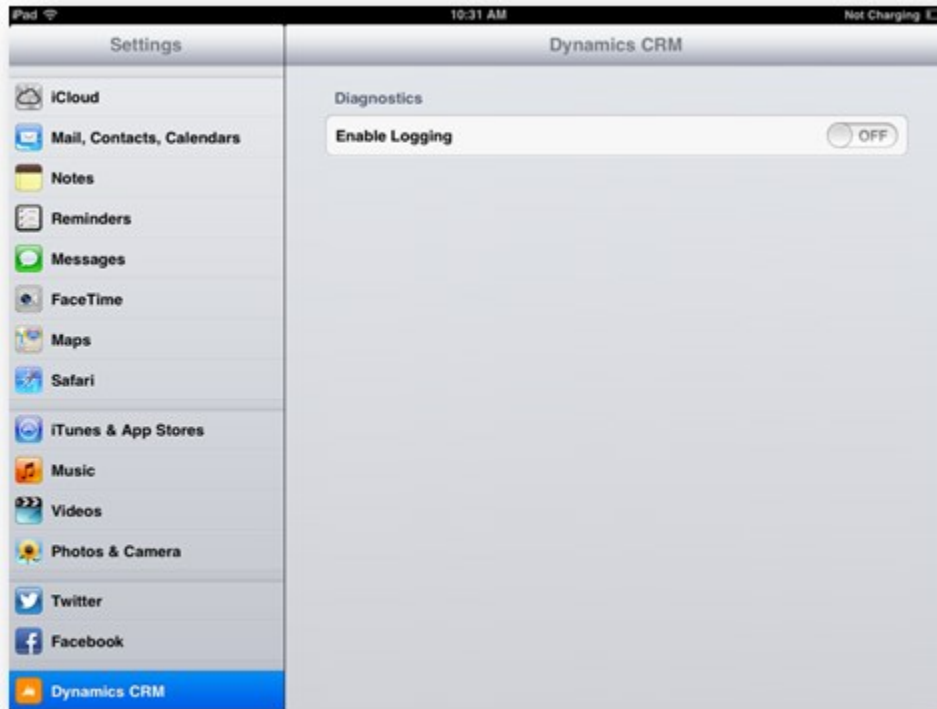 iPad 10:31 AM Not Charging
Settings Dynamics CRM
iCloud
Mail, Contacts, Calendars
Notes
Reminders
Messages
FaceTime
Maps
Safari
iTunes & App Stores
Music
Videos
Photos & Camera
Twitter
Facebook
Dynamics CRM
Diagnostics
Enable Logging OFF